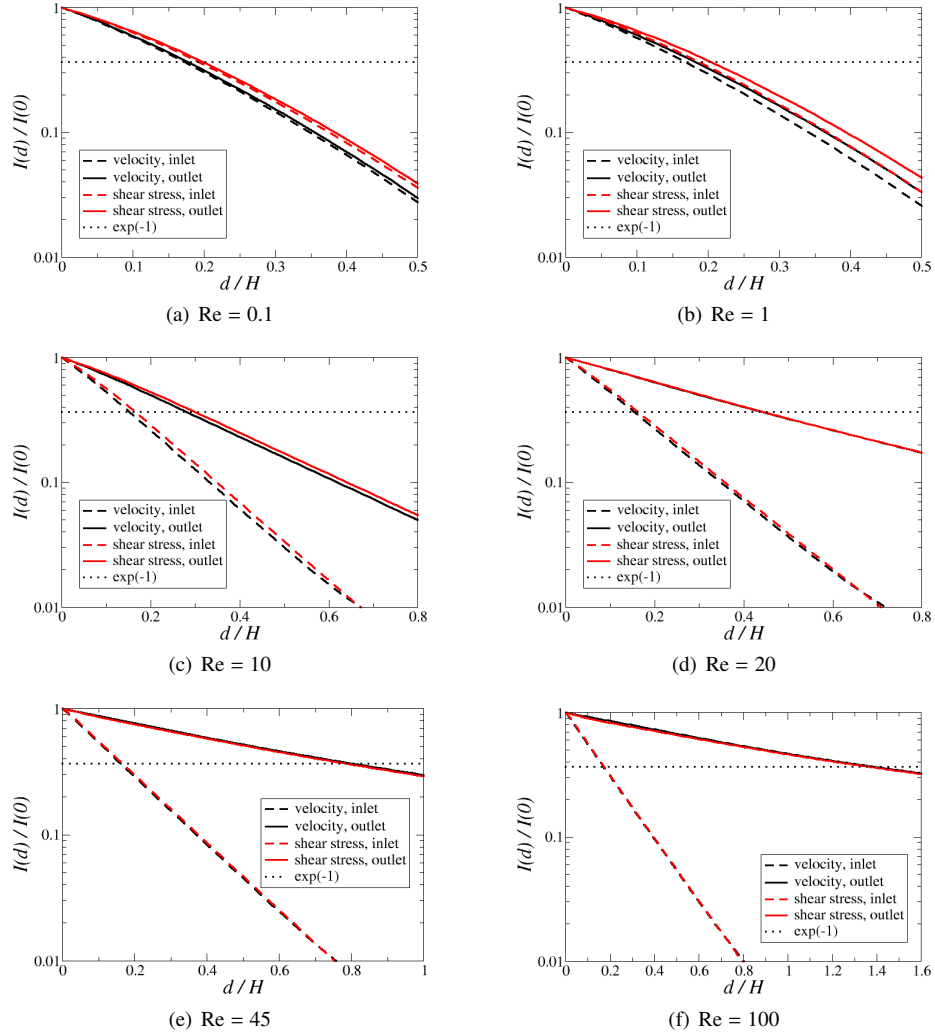 1
0.1
0.01
I(d) / I(0)
velocity, inlet
velocity, outlet
shear stress, inlet
shear stress, outlet
exp(-1)
0 0.1 0.2 0.3 0.4 0.5
d / H
(a) Re = 0.1
1
0.1
0.01
I(d) / I(0)
velocity, inlet
velocity, outlet
shear stress, inlet
shear stress, outlet
exp(-1)
0 0.1 0.2 0.3 0.4 0.5
d / H
(b) Re = 1
1
0.1
0.01
I(d) / I(0)
velocity, inlet
velocity, outlet
shear stress, inlet
shear stress, outlet
exp(-1)
0 0.2 0.4 0.6 0.8
d / H
(c) Re = 10
1
0.1
0.01
I(d) / I(0)
velocity, inlet
velocity, outlet
shear stress, inlet
shear stress, outlet
exp(-1)
0 0.2 0.4 0.6 0.8
d / H
(d) Re = 20
1
0.1
0.01
I(d) / I(0)
velocity, inlet
velocity, outlet
shear stress, inlet
shear stress, outlet
exp(-1)
0 0.2 0.4 0.6 0.8 1
d / H
(e) Re = 45
1
0.1
0.01
I(d) / I(0)
velocity, inlet
velocity, outlet
shear stress, inlet
shear stress, outlet
exp(-1)
0 0.2 0.4 0.6 0.8 1 1.2 1.4 1.6
d / H
(f) Re = 100